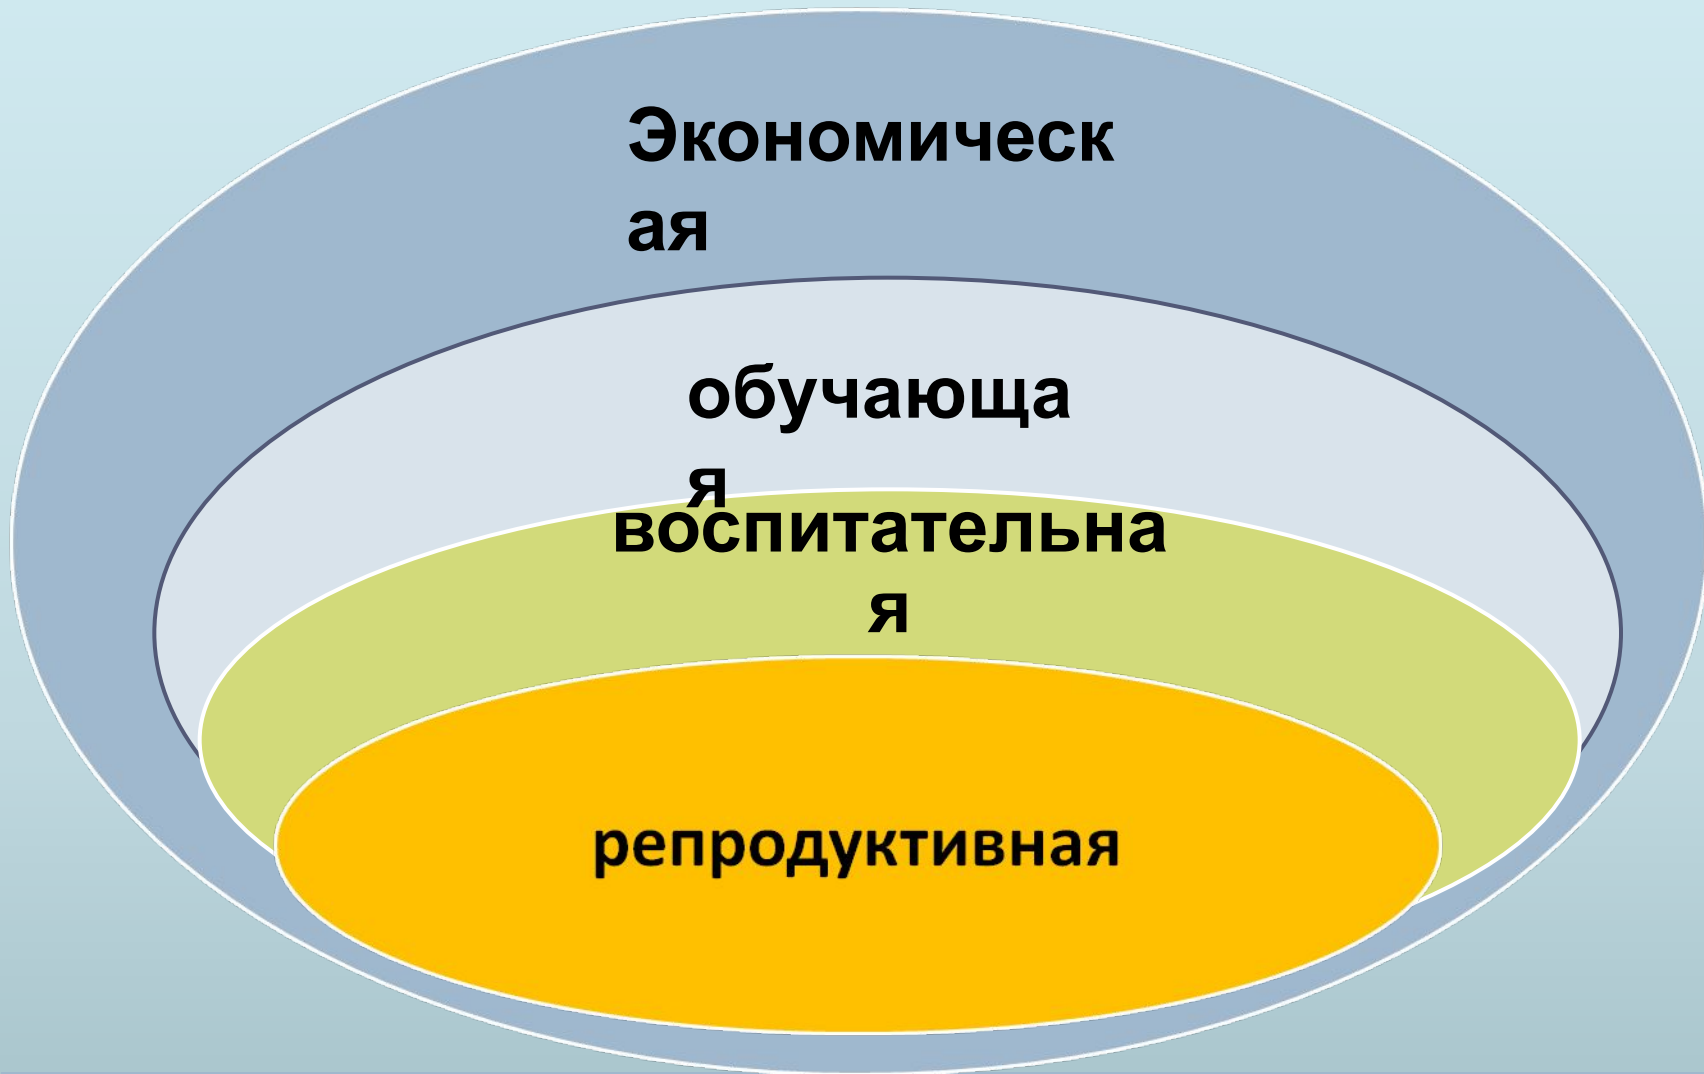 Экономическ
ая
обучающа
я
воспитательна
я
репродуктивная